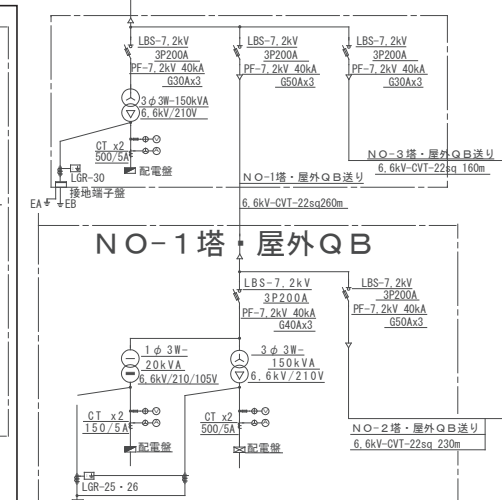 LBS-7.2kV
3P200A
PF-7.2kV 40kA
G30Ax3
LBS-7.2kV
3P200A
PF-7.2kV 40kA
G50Ax3
LBS-7.2kV
3P200A
PF-7.2kV 40kA
G30Ax3
3φ3W-150kVA
6.6kV/210V
CT x2
500/5A
配電盤
LGR-30
接地端子盤
EA
EB
NO-1塔・屋外QB送り
NO-3塔・屋外QB送り
6.6kV-CVT-22sq 160m
6.6kV-CVT-22sq260m
NO-1塔・屋外QB
LBS-7.2kV
3P200A
PF-7.2kV 40kA
G40Ax3
LBS-7.2kV
3P200A
PF-7.2kV 40kA
G50Ax3
1φ3W-
20kVA
6.6kV/210/105V
3φ3W-
150kVA
6.6kV/210V
CT x2
150/5A
配電盤
CT x2
500/5A
配電盤
NO-2塔・屋外QB送り
6.6kV-CVT-22sq 230m
LGR-25・26